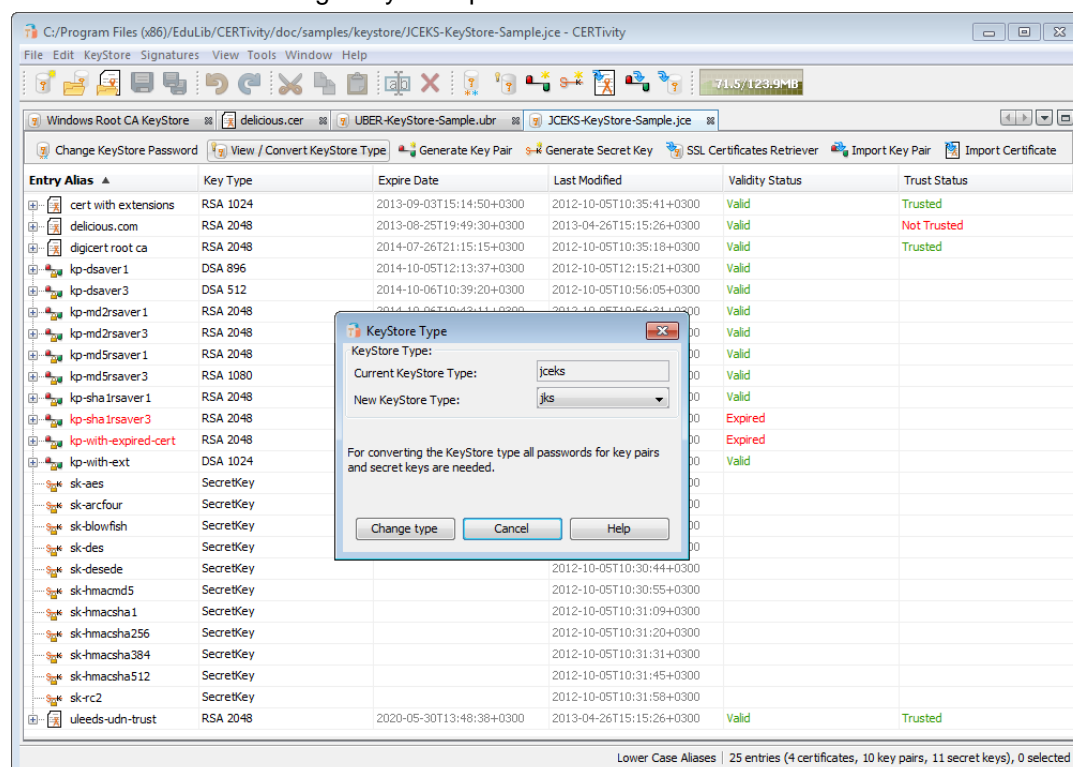 C:/Program Files (x86)/EduLib/CERTivity/doc/samples/keystore/JCEKS-KeyStore-Sample.jce - CERTivity
File Edit KeyStore Signatures View Tools Window Help
71.5/123.9MB
Windows Root CA KeyStore delicious.cer UBER-KeyStore-Sample.ubr JCEKS-KeyStore-Sample.jce
Change KeyStore Password View / Convert KeyStore Type Generate Key Pair Generate Secret Key SSL Certificates Retriever Import Key Pair Import Certificate
Entry Alias Key Type Expire Date Last Modified Validity Status Trust Status
cert with extensions RSA 1024 2013-09-03T15:14:50+0300 2012-10-05T10:35:41+0300 Valid Trusted
delicious.com RSA 2048 2013-08-25T19:49:30+0300 2013-04-26T15:15:26+0300 Valid Not Trusted
digicert root ca RSA 2048 2014-07-26T21:15:15+0300 2012-10-05T10:35:18+0300 Valid Trusted
kp-dsaver1 DSA 896 2014-10-05T12:13:37+0300 2012-10-05T12:15:21+0300 Valid
kp-dsaver3 DSA 512 2014-10-06T10:39:20+0300 2012-10-05T10:56:05+0300 Valid
kp-md2rsaver1 RSA 2048 Valid
kp-md2rsaver3 RSA 2048 00 Valid
kp-md5rsaver1 RSA 2048 00 Valid
kp-md5rsaver3 RSA 1080 00 Valid
kp-sha1rsaver1 RSA 2048 00 Valid
kp-sha1rsaver3 RSA 2048 00 Expired
kp-with-expired-cert RSA 2048 00 Expired
kp-with-ext DSA 1024 00 Valid
sk-aes SecretKey 00
sk-arcfour SecretKey 00
sk-blowfish SecretKey 00
sk-des SecretKey 00
sk-desede SecretKey 2012-10-05T10:30:44+0300
sk-hmacmd5 SecretKey 2012-10-05T10:30:55+0300
sk-hmacsha1 SecretKey 2012-10-05T10:31:09+0300
sk-hmacsha256 SecretKey 2012-10-05T10:31:20+0300
sk-hmacsha384 SecretKey 2012-10-05T10:31:31+0300
sk-hmacsha512 SecretKey 2012-10-05T10:31:45+0300
sk-rc2 SecretKey 2012-10-05T10:31:58+0300
uleeds-udn-trust RSA 2048 2020-05-30T13:48:38+0300 2013-04-26T15:15:26+0300 Valid Trusted
KeyStore Type
KeyStore Type:
Current KeyStore Type: jceks
New KeyStore Type: jks
For converting the KeyStore type all passwords for key pairs
and secret keys are needed.
Change type Cancel Help
Lower Case Aliases 25 entries (4 certificates, 10 key pairs, 11 secret keys), 0 selected